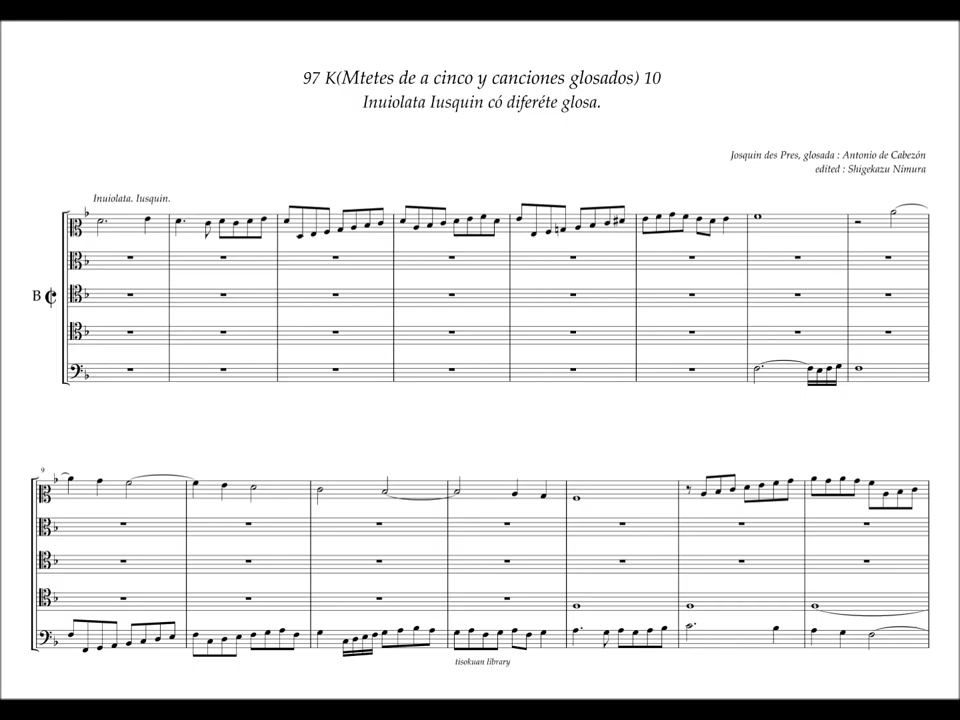 97 K(Mtetes de a cinco y canciones glosados) 10
Inuiolata Iusquin có diferéte glosa.
Josquin des Pres, glosada : Antonio de Cabezón
edited : Shigekazu Nimura
Inuiolata. Iusquin.
B
9
tisokuan library